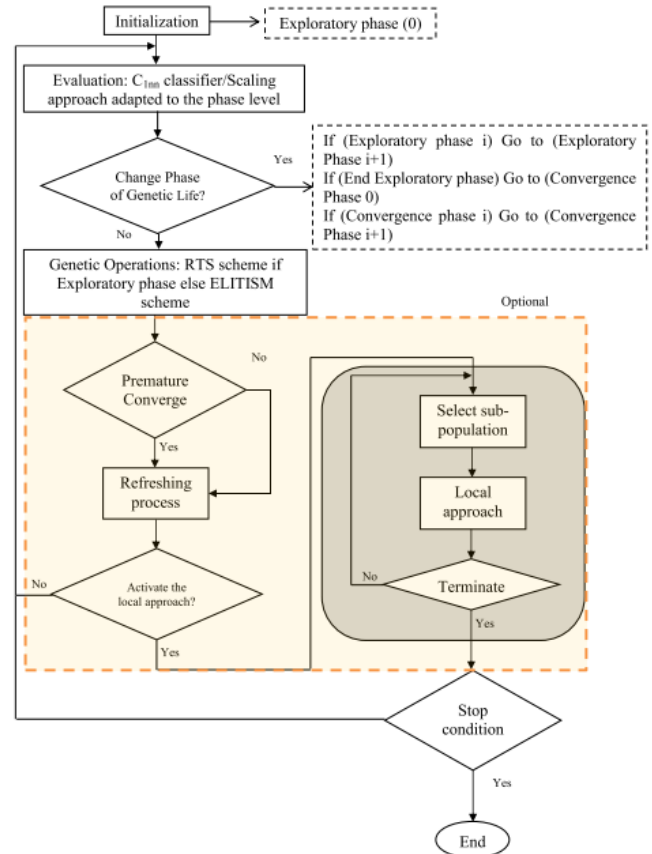 Initialization
Exploratory phase (0)
Evaluation: C1nn classifier/Scaling
approach adapted to the phase level
Change Phase
of Genetic Life?
Yes
If (Exploratory phase i) Go to (Exploratory
Phase i+1)
If (End Exploratory phase) Go to (Convergence
Phase 0)
If (Convergence phase i) Go to (Convergence
Phase i+1)
No
Genetic Operations: RTS scheme if
Exploratory phase else ELITISM
scheme
Optional
Premature
Converge
No
Yes
Refreshing
process
Activate the
local approach?
No
Yes
Select sub-
population
Local
approach
Terminate
No
Yes
Stop
condition
Yes
End